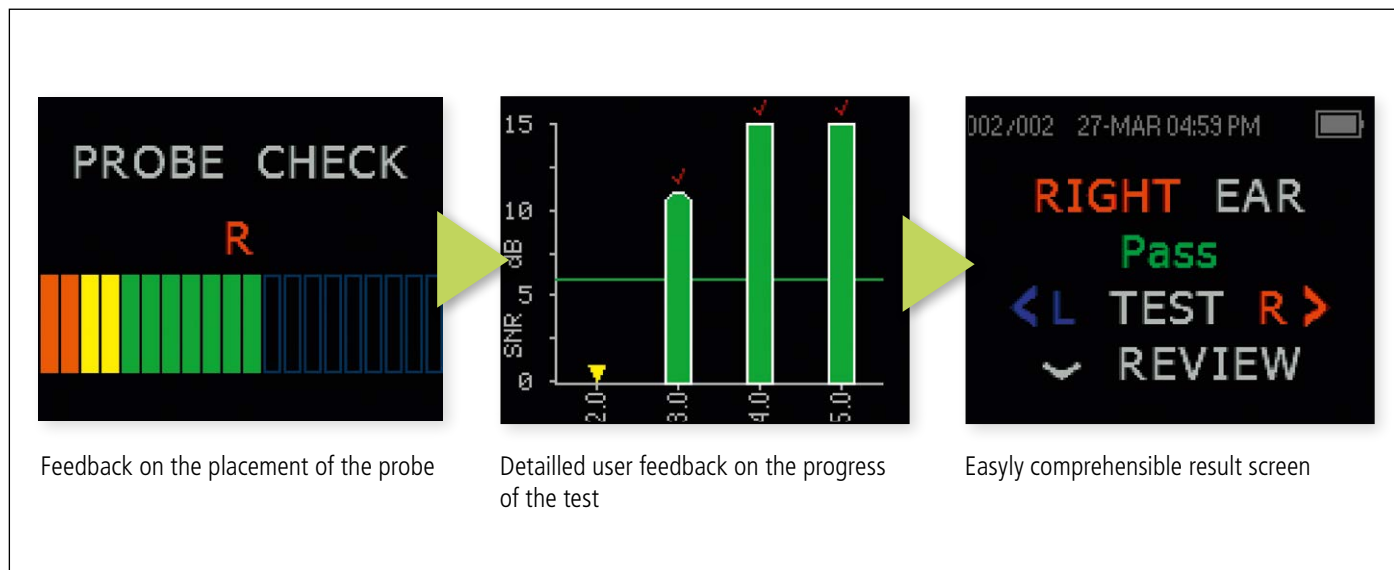 PROBE CHECK
R
15
10
5
0
SNR dB
2.0
3.0
4.0
5.0
002/002 27-MAR 04:59 PM
RIGHT EAR
Pass
<L TEST R>
REVIEW
Feedback on the placement of the probe
Detailled user feedback on the progress
of the test
Easyly comprehensible result screen